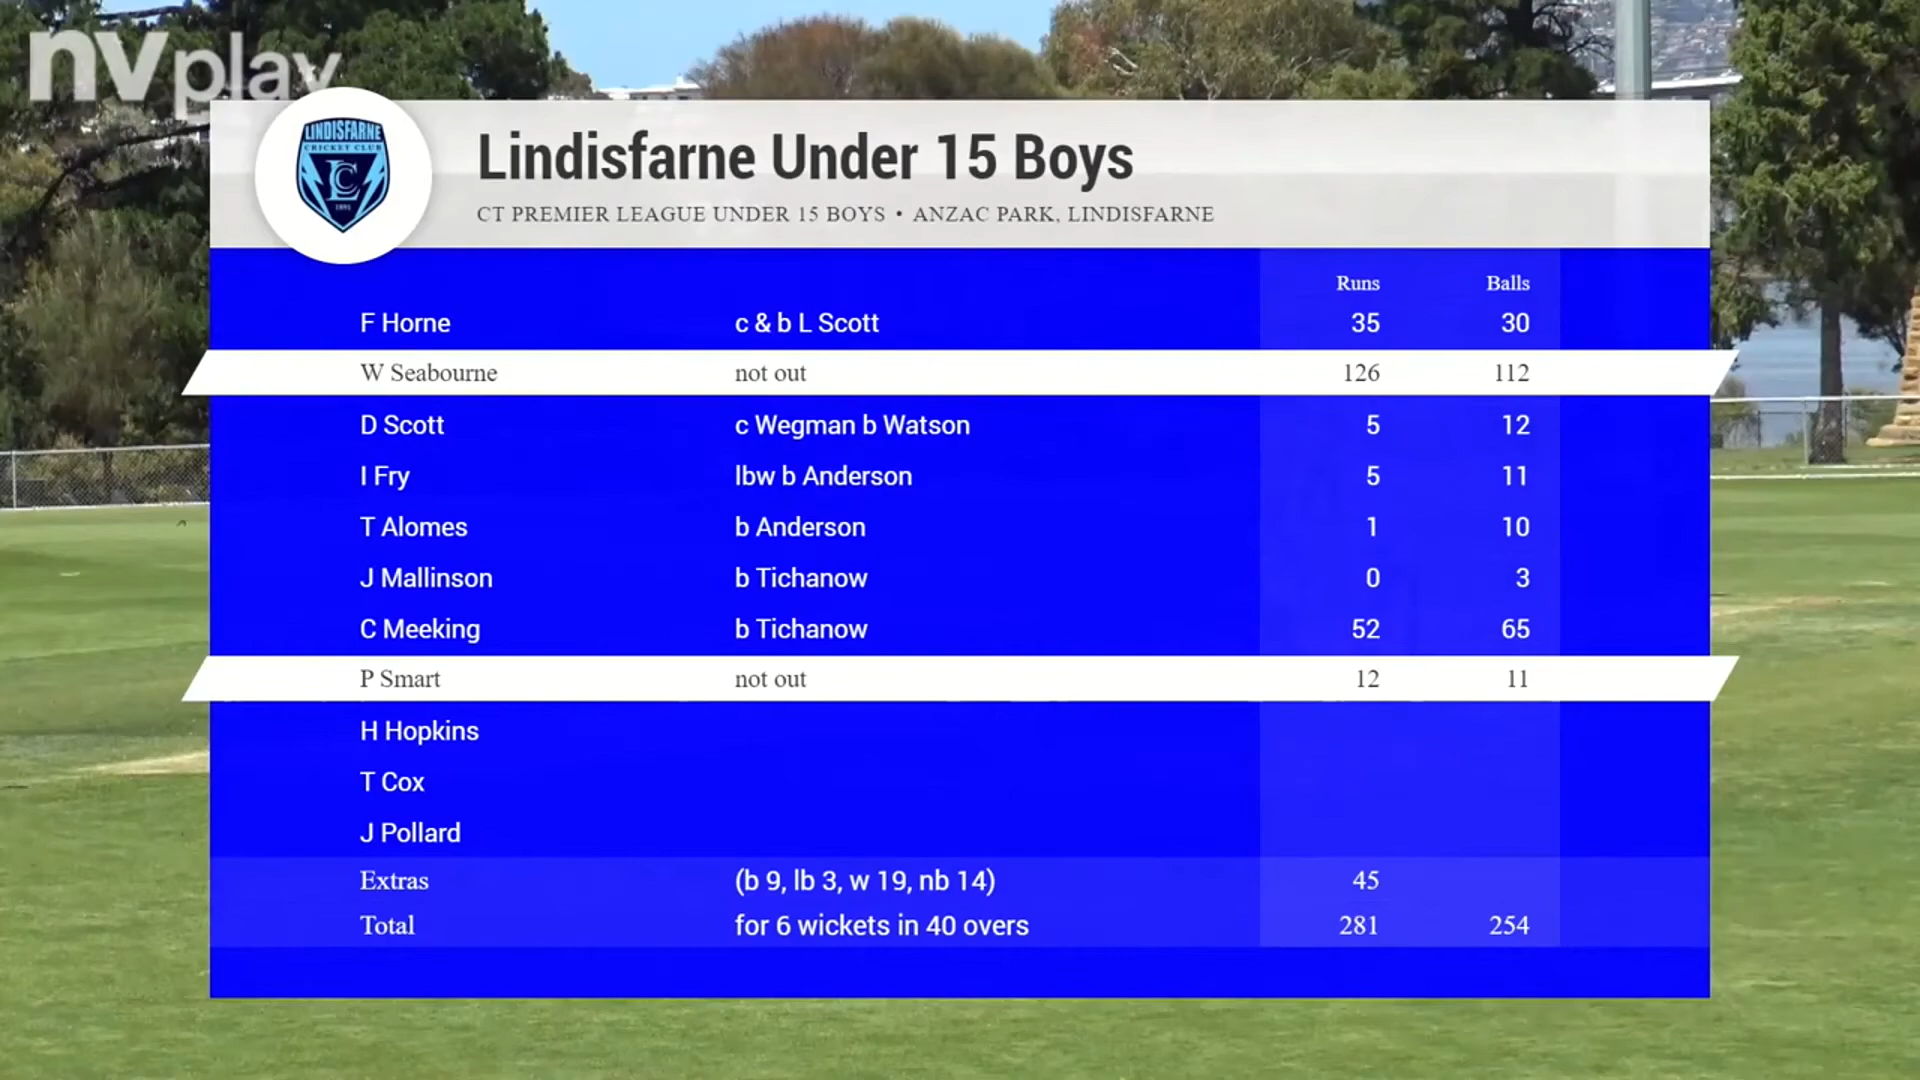 nvplay
LINDISFARNE
CRICKET CLUB
LCC
1891
Lindisfarne Under 15 Boys
CT PREMIER LEAGUE UNDER 15 BOYS • ANZAC PARK, LINDISFARNE
Runs Balls
F Horne c & b L Scott 35 30
W Seabourne not out 126 112
D Scott c Wegman b Watson 5 12
I Fry lbw b Anderson 5 11
T Alomes b Anderson 1 10
J Mallinson b Tichanow 0 3
C Meeking b Tichanow 52 65
P Smart not out 12 11
H Hopkins
T Cox
J Pollard
Extras (b 9, lb 3, w 19, nb 14) 45
Total for 6 wickets in 40 overs 281 254